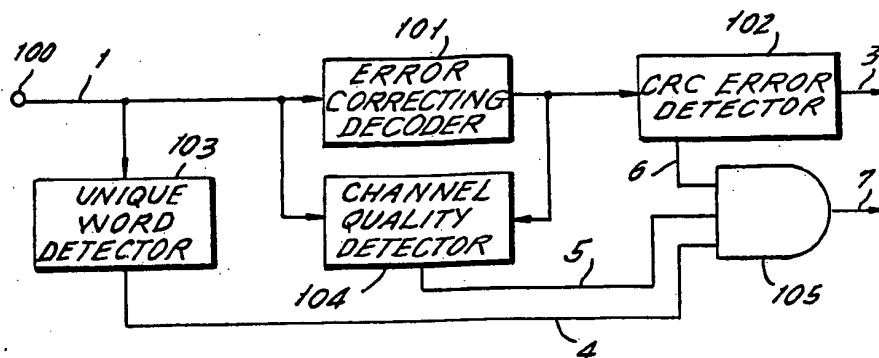 100
1
101
ERROR
CORRECTING
DECODER
102
CRC ERROR
DETECTOR
3
103
UNIQUE
WORD
DETECTOR
CHANNEL
QUALITY
DETECTOR
104
6
7
105
5
4